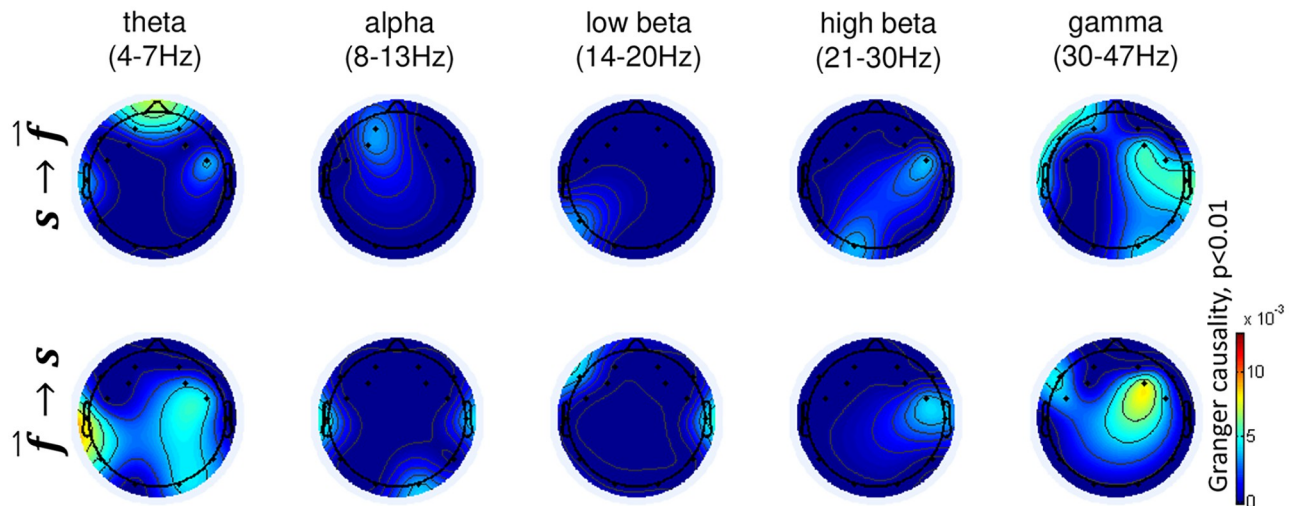 theta
(4-7Hz)
alpha
(8-13Hz)
low beta
(14-20Hz)
high beta
(21-30Hz)
gamma
(30-47Hz)
s → f̅
f̅ → s
Granger causality, p<0.01
x 10⁻³
10
5
0